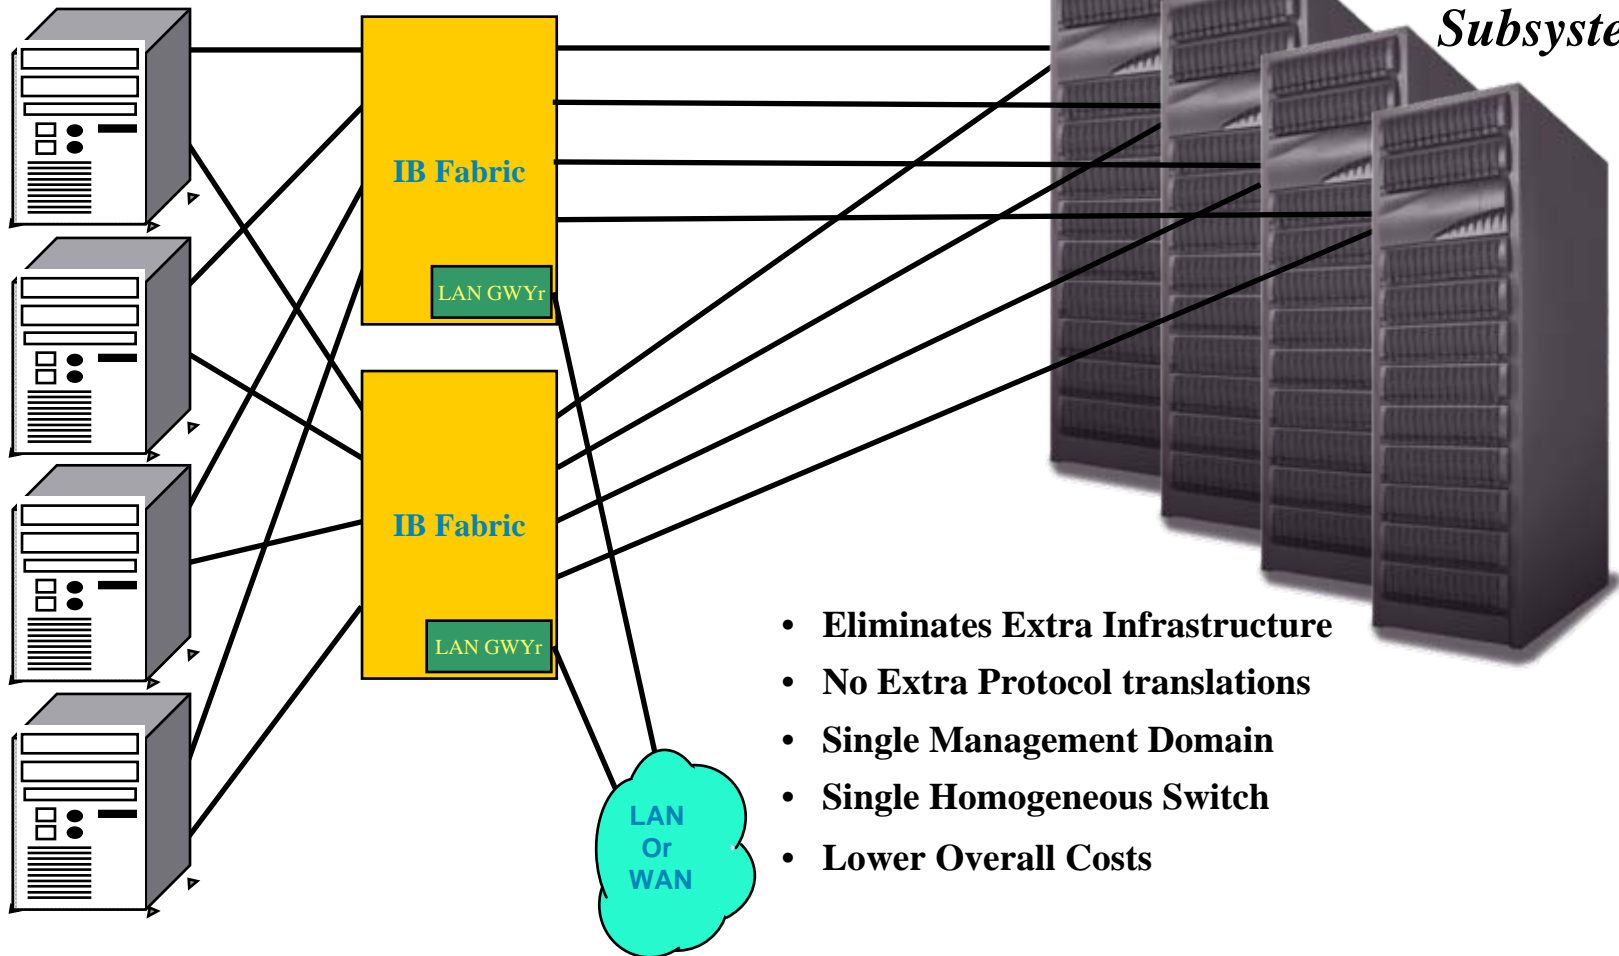 IB Fabric
LAN GWYr
IB Fabric
LAN GWYr
LAN
Or
WAN
• Eliminates Extra Infrastructure
• No Extra Protocol translations
• Single Management Domain
• Single Homogeneous Switch
• Lower Overall Costs